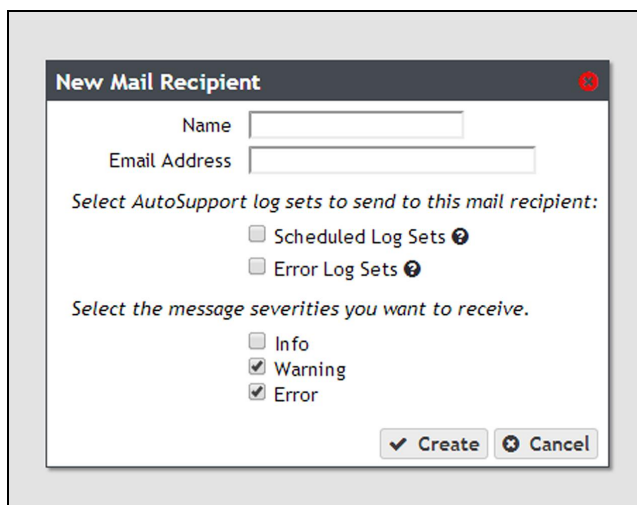 New Mail Recipient
Name
Email Address
Select AutoSupport log sets to send to this mail recipient:
Scheduled Log Sets ?
Error Log Sets ?
Select the message severities you want to receive.
Info
Warning
Error
Create Cancel